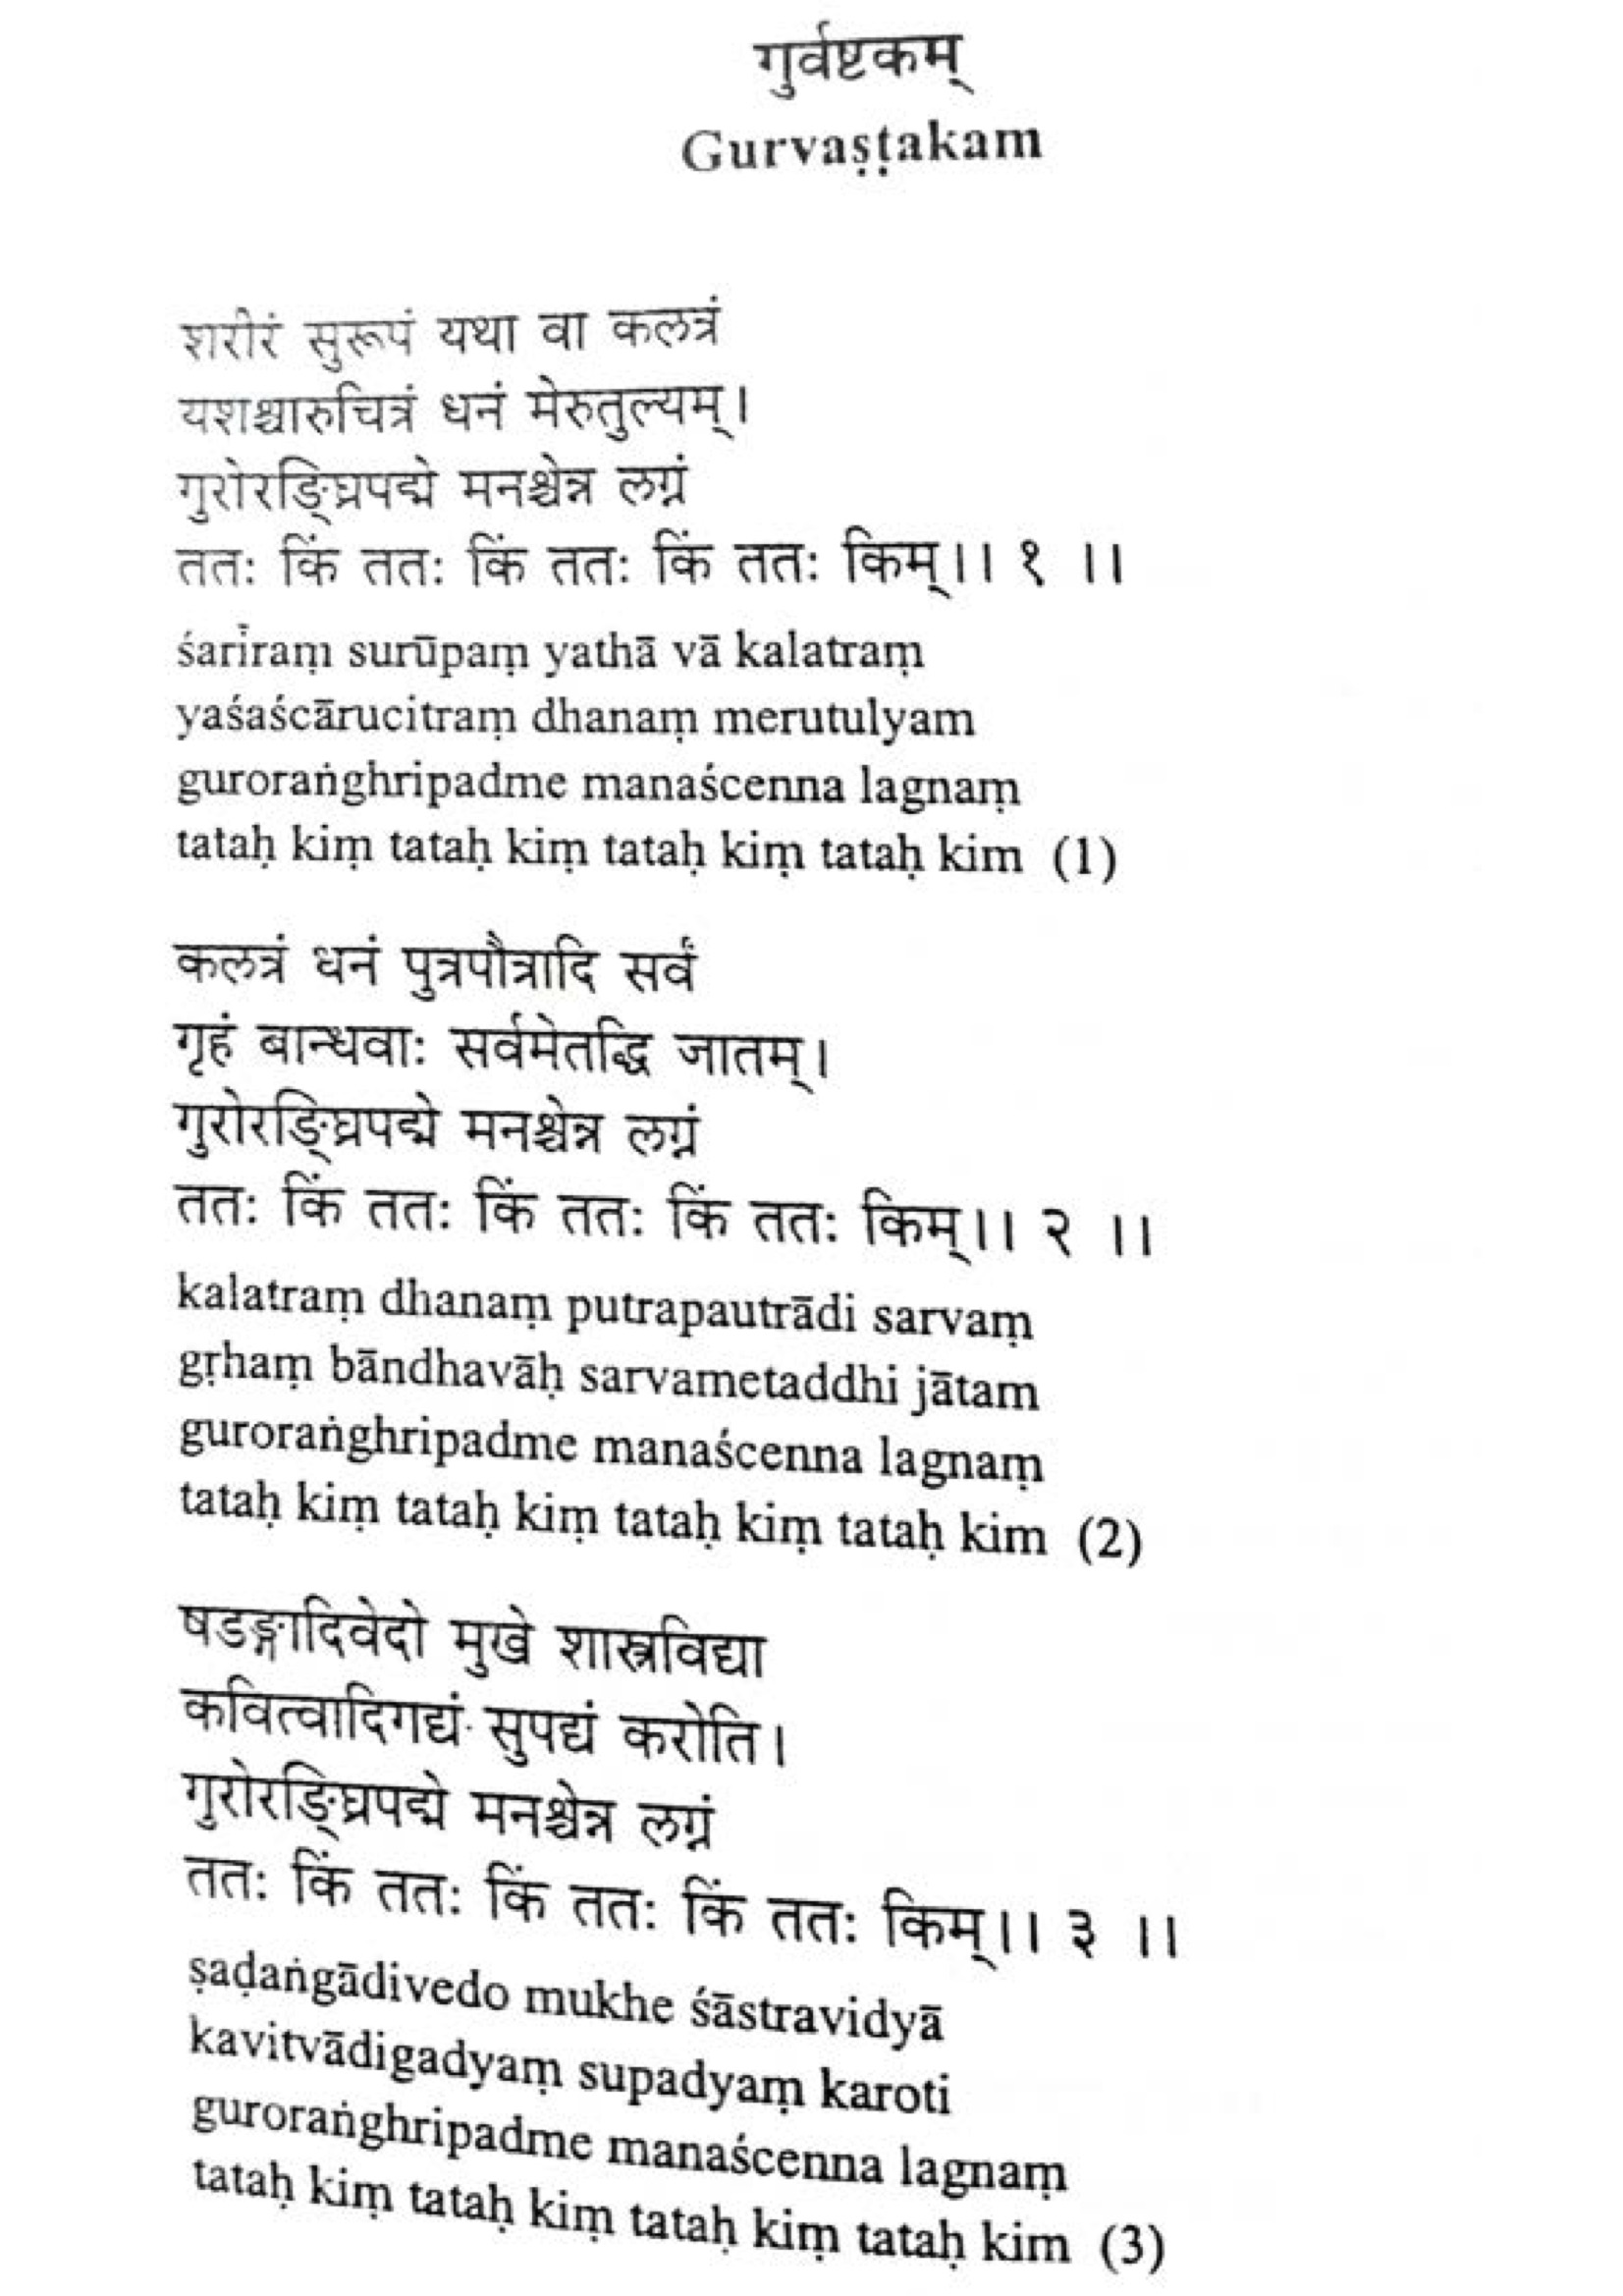 गुर्वष्टकम्
Gurvaṣṭakam
शरीरं सुरूपं यथा वा कलत्रं
यशश्चारुचित्रं धनं मेरुतुल्यम्।
गुरोरङ्घ्रिपद्मे मनश्चेन्न लग्नं
ततः किं ततः किं ततः किं ततः किम्।। १ ।।
śarīraṃ surūpaṃ yathā vā kalatraṃ
yaśaścārucitraṃ dhanaṃ merutulyam
guroraṅghripadme manaścenna lagnaṃ
tataḥ kiṃ tataḥ kiṃ tataḥ kiṃ tataḥ kim (1)
कलत्रं धनं पुत्रपौत्रादि सर्वं
गृहं बान्धवाः सर्वमेतद्धि जातम्।
गुरोरङ्घ्रिपद्मे मनश्चेन्न लग्नं
ततः किं ततः किं ततः किं ततः किम्।। २ ।।
kalatraṃ dhanaṃ putrapautrādi sarvaṃ
gṛhaṃ bāndhavāḥ sarvametaddhi jātam
guroraṅghripadme manaścenna lagnaṃ
tataḥ kiṃ tataḥ kiṃ tataḥ kiṃ tataḥ kim (2)
षडङ्गादिवेदो मुखे शास्त्रविद्या
कवित्वादिगद्यं सुपद्यं करोति।
गुरोरङ्घ्रिपद्मे मनश्चेन्न लग्नं
ततः किं ततः किं ततः किं ततः किम्।। ३ ।।
ṣaḍaṅgādivedo mukhe śāstravidyā
kavitvādigadyaṃ supadyaṃ karoti
guroraṅghripadme manaścenna lagnaṃ
tataḥ kiṃ tataḥ kiṃ tataḥ kiṃ tataḥ kim (3)